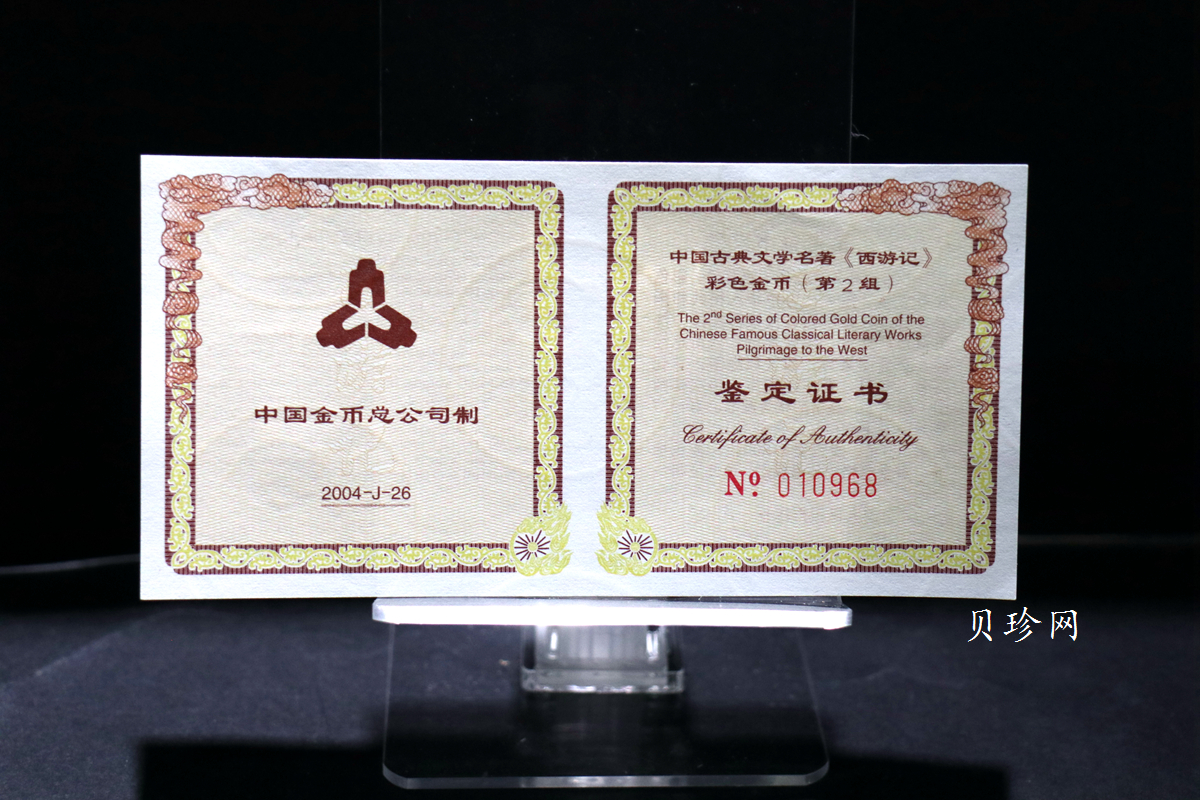 中国金币总公司制
2004-J-26
中国古典文学名著《西游记》
彩色金币（第2组）
The 2nd Series of Colored Gold Coin of the
Chinese Famous Classical Literary Works
Pilgrimage to the West
鉴定证书
Certificate of Authenticity
Nº 010968
贝珍网